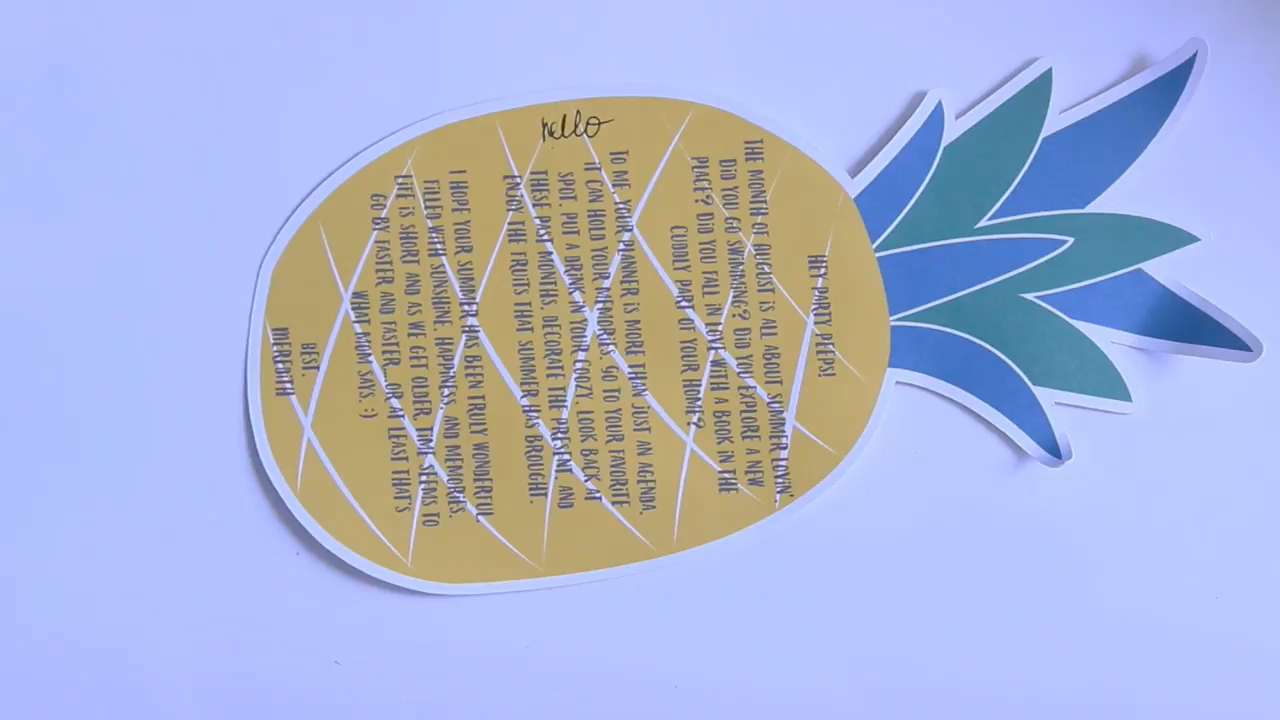 HEY PARTY PEEPS!
THE MONTH OF AUGUST IS ALL ABOUT SUMMER LOVIN'.
DID YOU GO SWIMMING? DID YOU EXPLORE A NEW
PLACE? DID YOU FALL IN LOVE WITH A BOOK IN THE
CUDDLY PART OF YOUR HOME?
TO ME, YOUR PLANNER IS MORE THAN JUST AN AGENDA.
IT CAN HOLD YOUR MEMORIES. GO TO YOUR FAVORITE
SPOT, PUT A DRINK IN YOUR COOZY, LOOK BACK AT
THESE PAST MONTHS, DECORATE THE PRESENT, AND
ENJOY THE FRUITS THAT SUMMER HAS BROUGHT.
I HOPE YOUR SUMMER HAS BEEN TRULY WONDERFUL,
FILLED WITH SUNSHINE, HAPPINESS, AND MEMORIES.
LIFE IS SHORT AND AS WE GET OLDER, TIME SEEMS TO
GO BY FASTER AND FASTER...OR AT LEAST THAT'S
WHAT MOM SAYS. :)
BEST,
MEREDITH
hello